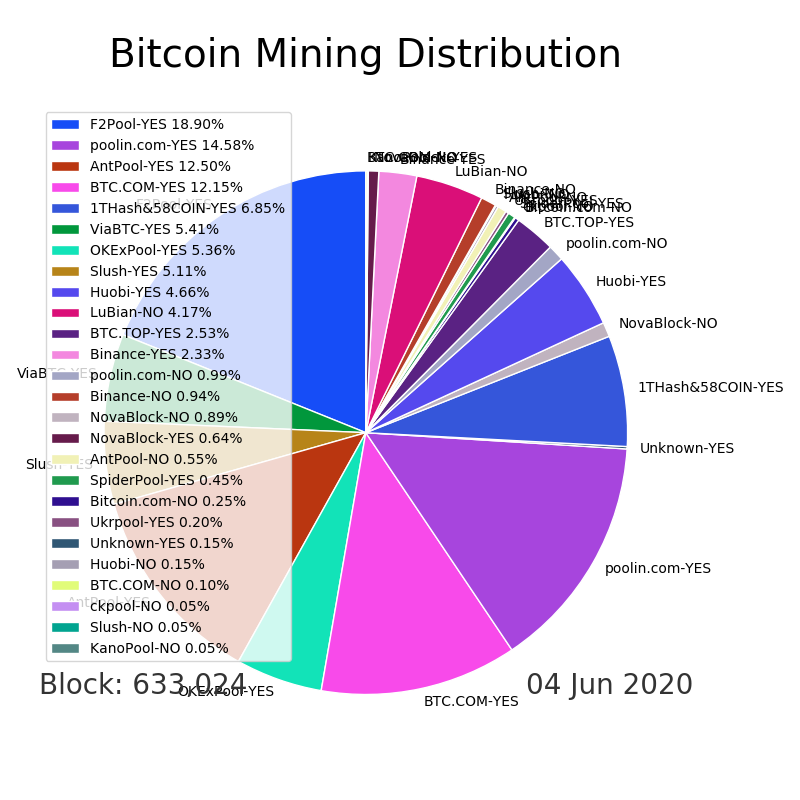 Bitcoin Mining Distribution
F2Pool-YES 18.90%
poolin.com-YES 14.58%
AntPool-YES 12.50%
BTC.COM-YES 12.15%
1THash&58COIN-YES 6.85%
ViaBTC-YES 5.41%
OKExPool-YES 5.36%
Slush-YES 5.11%
Huobi-YES 4.66%
LuBian-NO 4.17%
BTC.TOP-YES 2.53%
Binance-YES 2.33%
poolin.com-NO 0.99%
Binance-NO 0.94%
NovaBlock-NO 0.89%
NovaBlock-YES 0.64%
AntPool-NO 0.55%
SpiderPool-YES 0.45%
Bitcoin.com-NO 0.25%
Ukrpool-YES 0.20%
Unknown-YES 0.15%
Huobi-NO 0.15%
BTC.COM-NO 0.10%
ckpool-NO 0.05%
Slush-NO 0.05%
KanoPool-NO 0.05%
Binance-YES
LuBian-NO
Binance-NO
BTC.TOP-YES
poolin.com-NO
Huobi-YES
NovaBlock-NO
1THash&58COIN-YES
Unknown-YES
poolin.com-YES
BTC.COM-YES
OKExPool-YES
AntPool-YES
Slush-YES
ViaBTC-YES
F2Pool-YES
Block: 633,024
04 Jun 2020